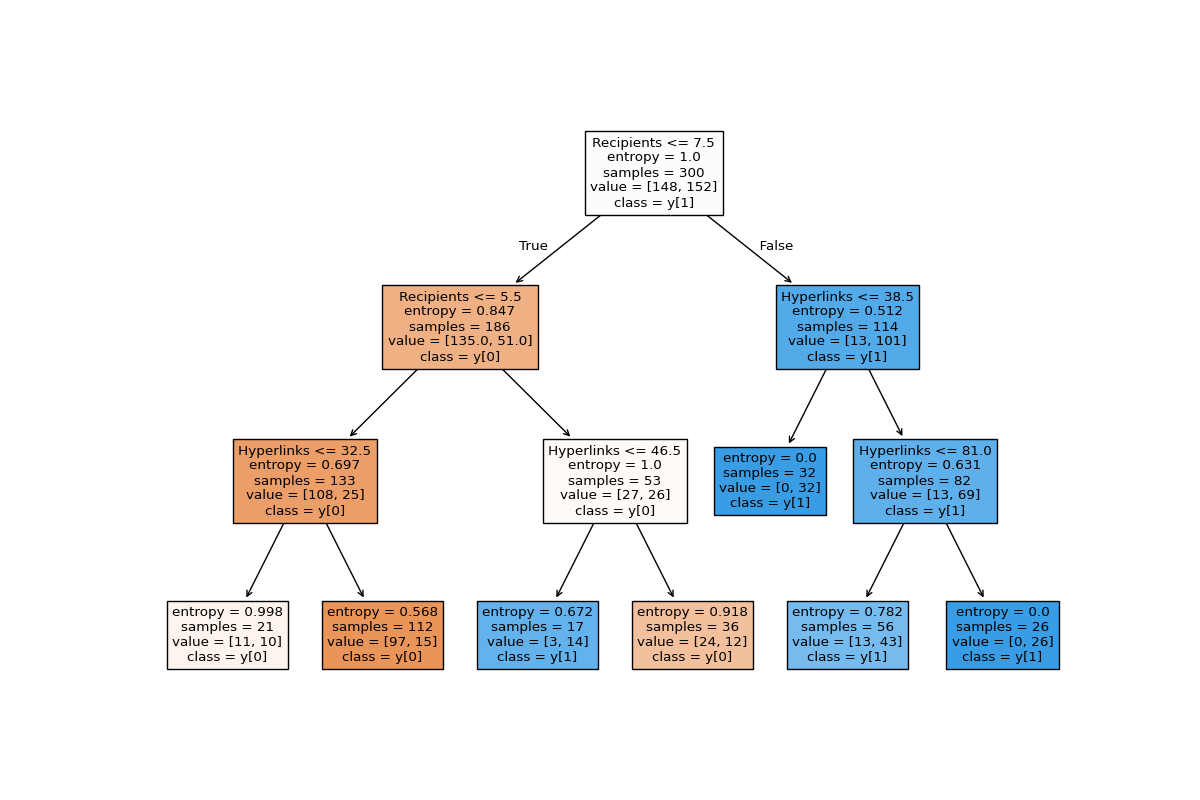 Recipients <= 7.5
entropy = 1.0
samples = 300
value = [148, 152]
class = y[1]
True
False
Recipients <= 5.5
entropy = 0.847
samples = 186
value = [135.0, 51.0]
class = y[0]
Hyperlinks <= 38.5
entropy = 0.512
samples = 114
value = [13, 101]
class = y[1]
Hyperlinks <= 32.5
entropy = 0.697
samples = 133
value = [108, 25]
class = y[0]
Hyperlinks <= 46.5
entropy = 1.0
samples = 53
value = [27, 26]
class = y[0]
entropy = 0.0
samples = 32
value = [0, 32]
class = y[1]
Hyperlinks <= 81.0
entropy = 0.631
samples = 82
value = [13, 69]
class = y[1]
entropy = 0.998
samples = 21
value = [11, 10]
class = y[0]
entropy = 0.568
samples = 112
value = [97, 15]
class = y[0]
entropy = 0.672
samples = 17
value = [3, 14]
class = y[1]
entropy = 0.918
samples = 36
value = [24, 12]
class = y[0]
entropy = 0.782
samples = 56
value = [13, 43]
class = y[1]
entropy = 0.0
samples = 26
value = [0, 26]
class = y[1]